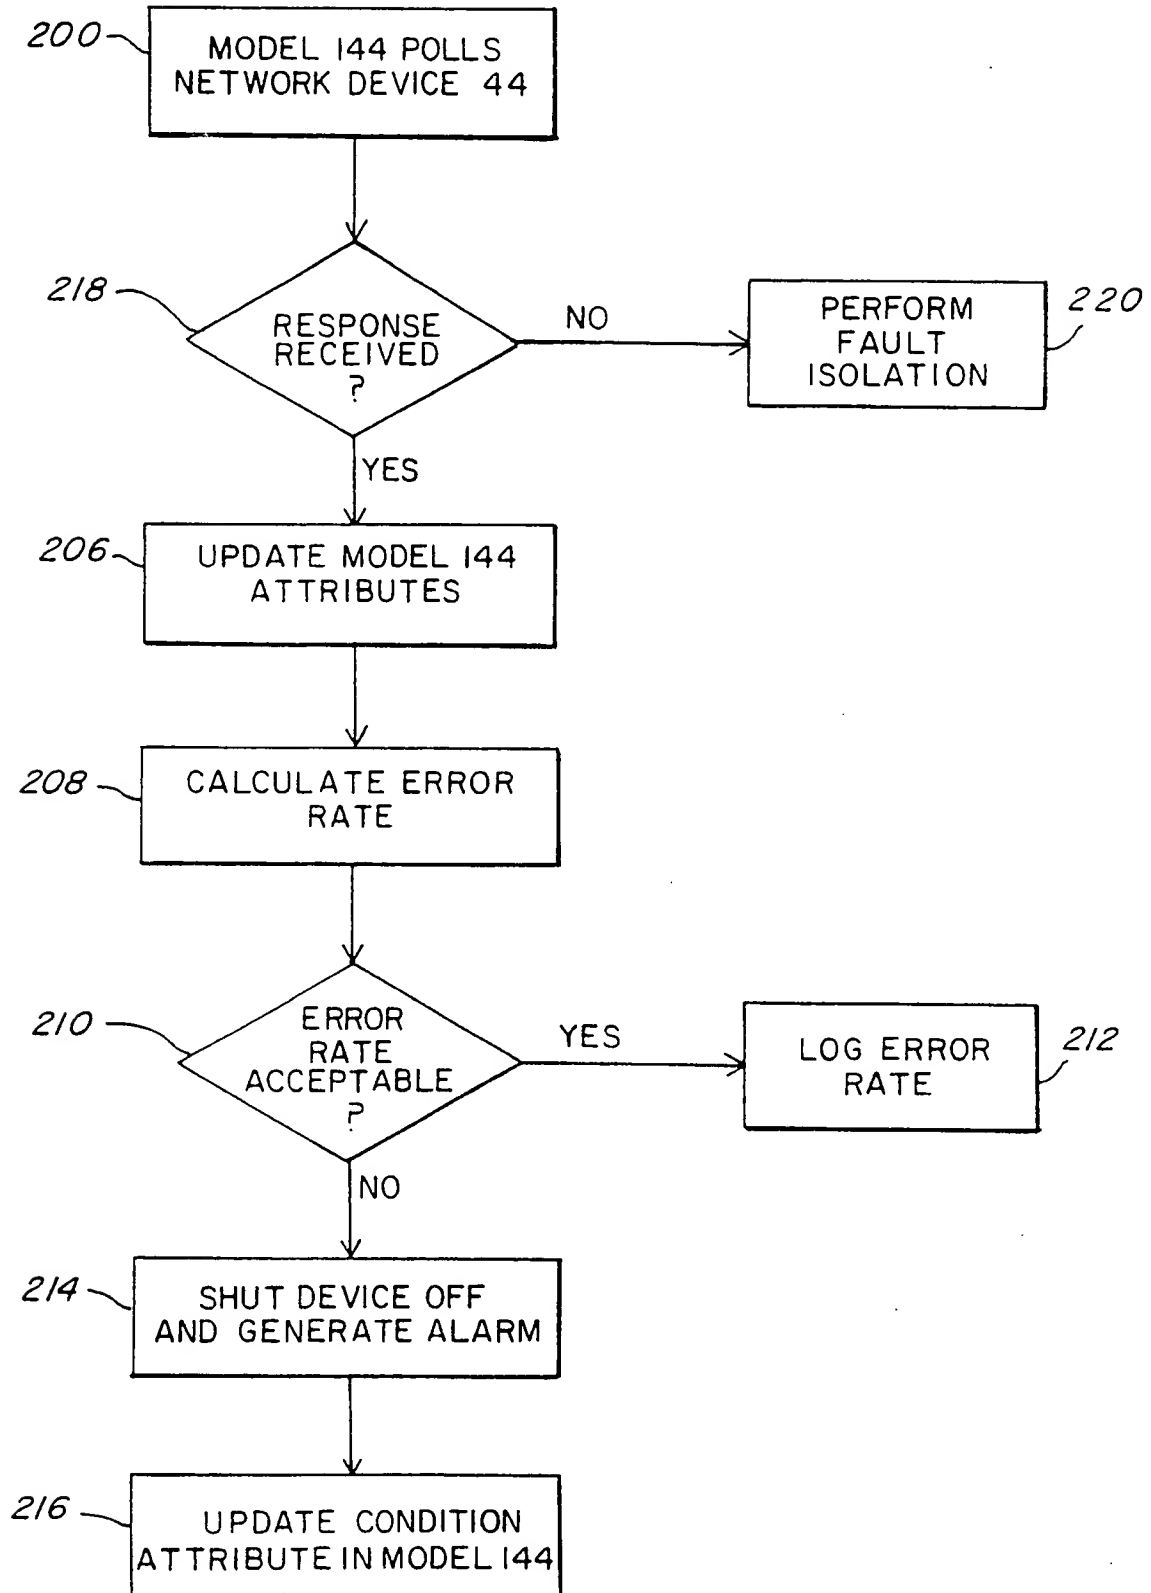 200
MODEL 144 POLLS
NETWORK DEVICE 44
218
RESPONSE
RECEIVED
?
NO
PERFORM
FAULT
ISOLATION
220
YES
206
UPDATE MODEL 144
ATTRIBUTES
208
CALCULATE ERROR
RATE
210
ERROR
RATE
ACCEPTABLE
?
YES
LOG ERROR
RATE
212
NO
214
SHUT DEVICE OFF
AND GENERATE ALARM
216
UPDATE CONDITION
ATTRIBUTE IN MODEL 144